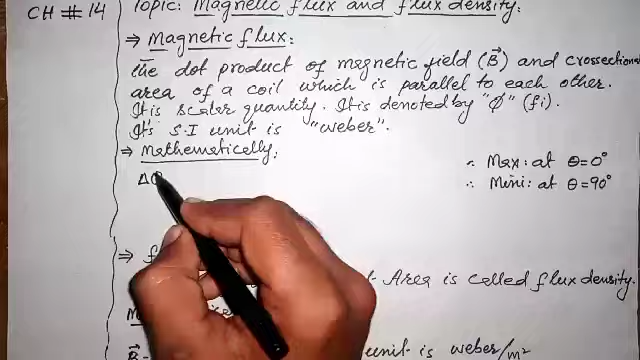 CH # 14
Topic: Magnetic flux and flux density.
⇒ Magnetic flux:
The dot product of magnetic field (B⃗) and crossectional
area of a coil which is parallel to each other.
It is scaler quantity. It is denoted by "Ø" (fi).
It's S.I unit is "weber".
⇒ Mathematically:
∴ Max: at θ=0°
∴ Mini: at θ=90°
Area is called flux density.
unit is weber/m²